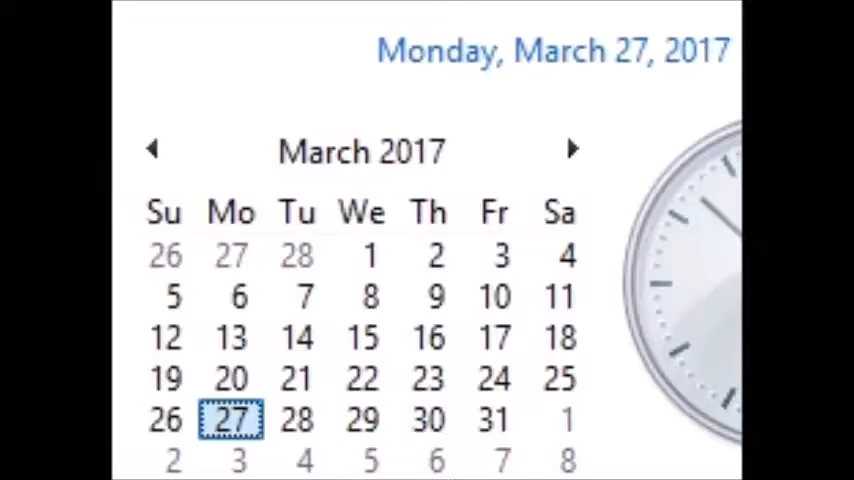 Monday, March 27, 2017
March 2017
Su Mo Tu We Th Fr Sa
26 27 28 1 2 3 4
5 6 7 8 9 10 11
12 13 14 15 16 17 18
19 20 21 22 23 24 25
26 27 28 29 30 31 1
2 3 4 5 6 7 8